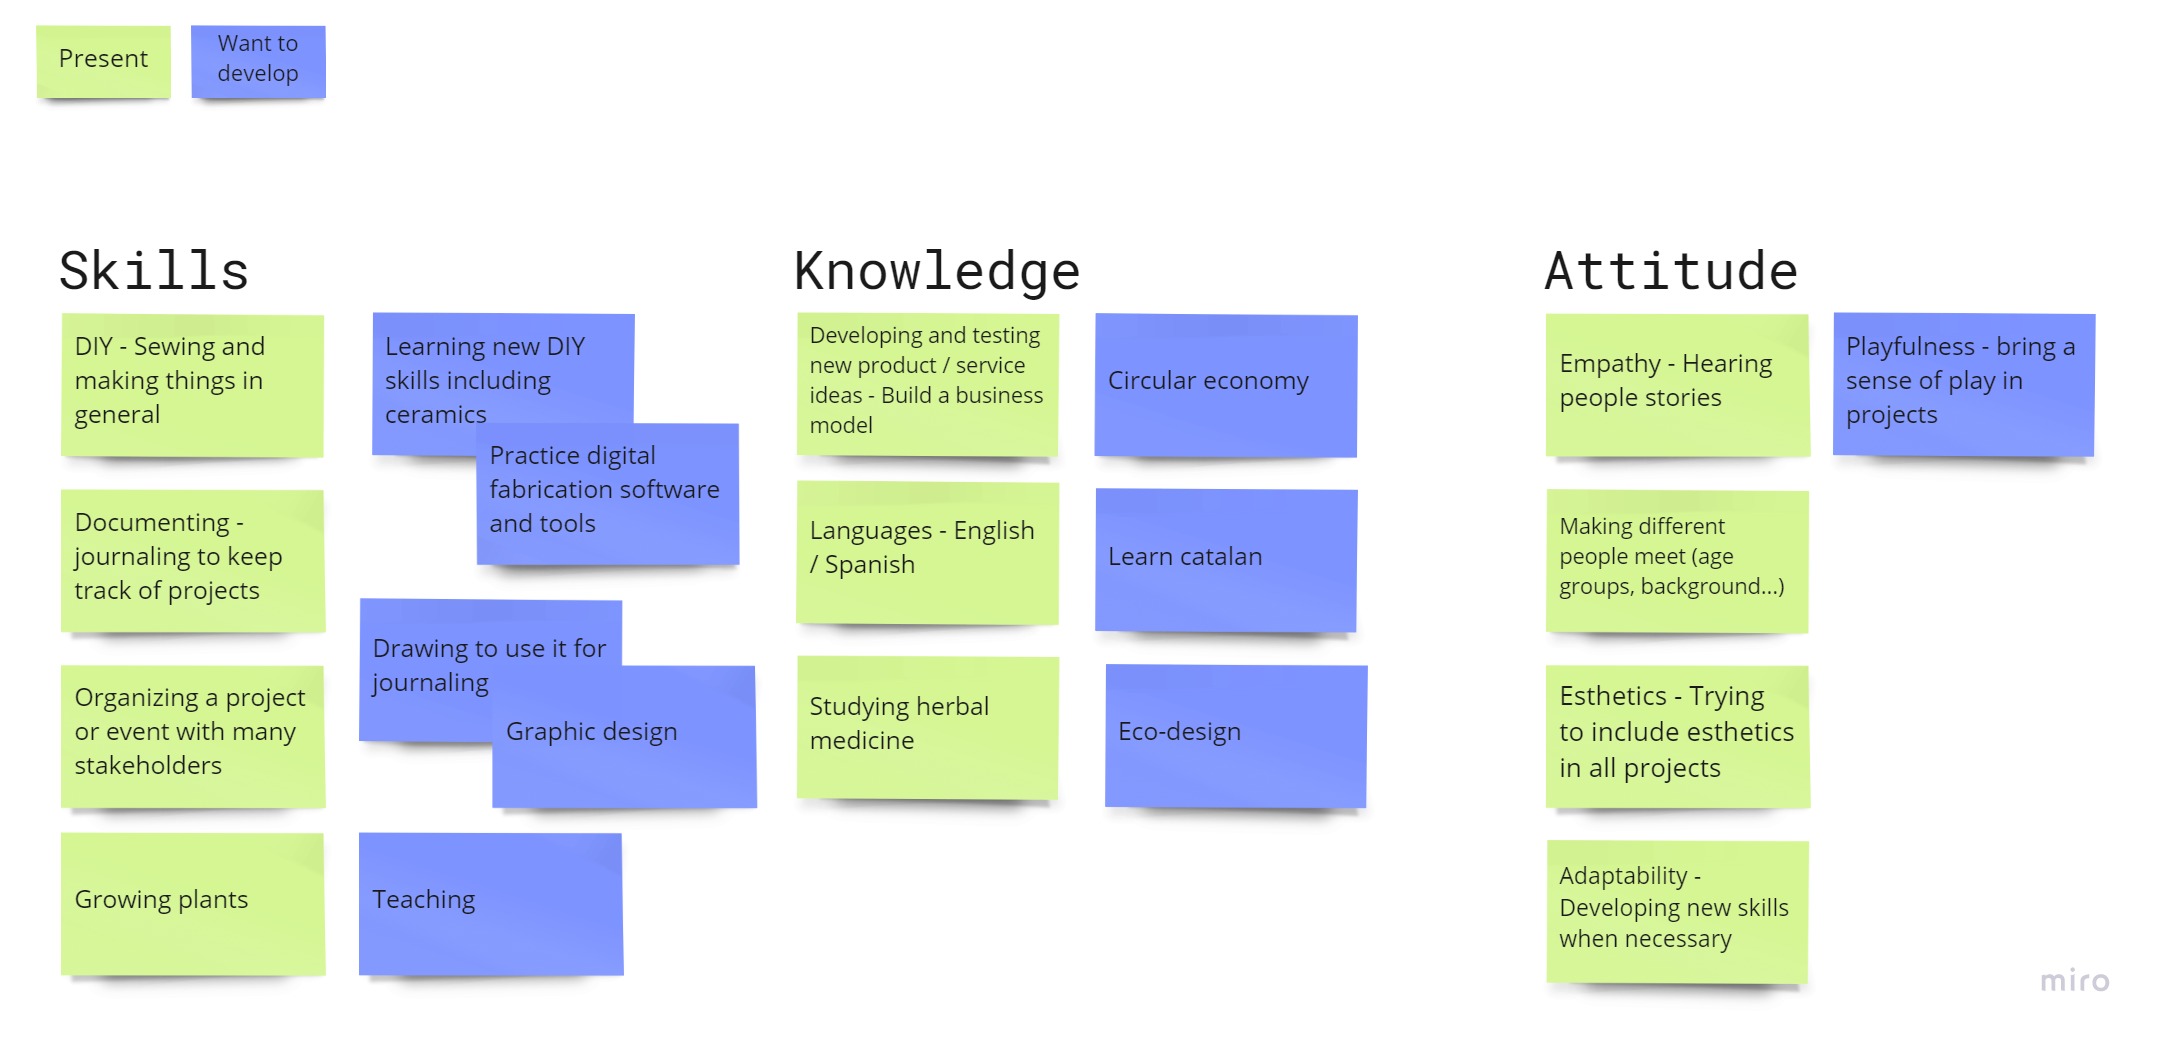 Present
Want to
develop
Skills
DIY - Sewing and
making things in
general
Documenting -
journaling to keep
track of projects
Organizing a project
or event with many
stakeholders
Growing plants
Learning new DIY
skills including
ceramics
Practice digital
fabrication software
and tools
Drawing to use it for
journaling
Graphic design
Teaching
Knowledge
Developing and testing
new product / service
ideas - Build a business
model
Languages - English
/ Spanish
Studying herbal
medicine
Circular economy
Learn catalan
Eco-design
Attitude
Empathy - Hearing
people stories
Making different
people meet (age
groups, background...)
Esthetics - Trying
to include esthetics
in all projects
Adaptability -
Developing new skills
when necessary
Playfulness - bring a
sense of play in
projects
miro